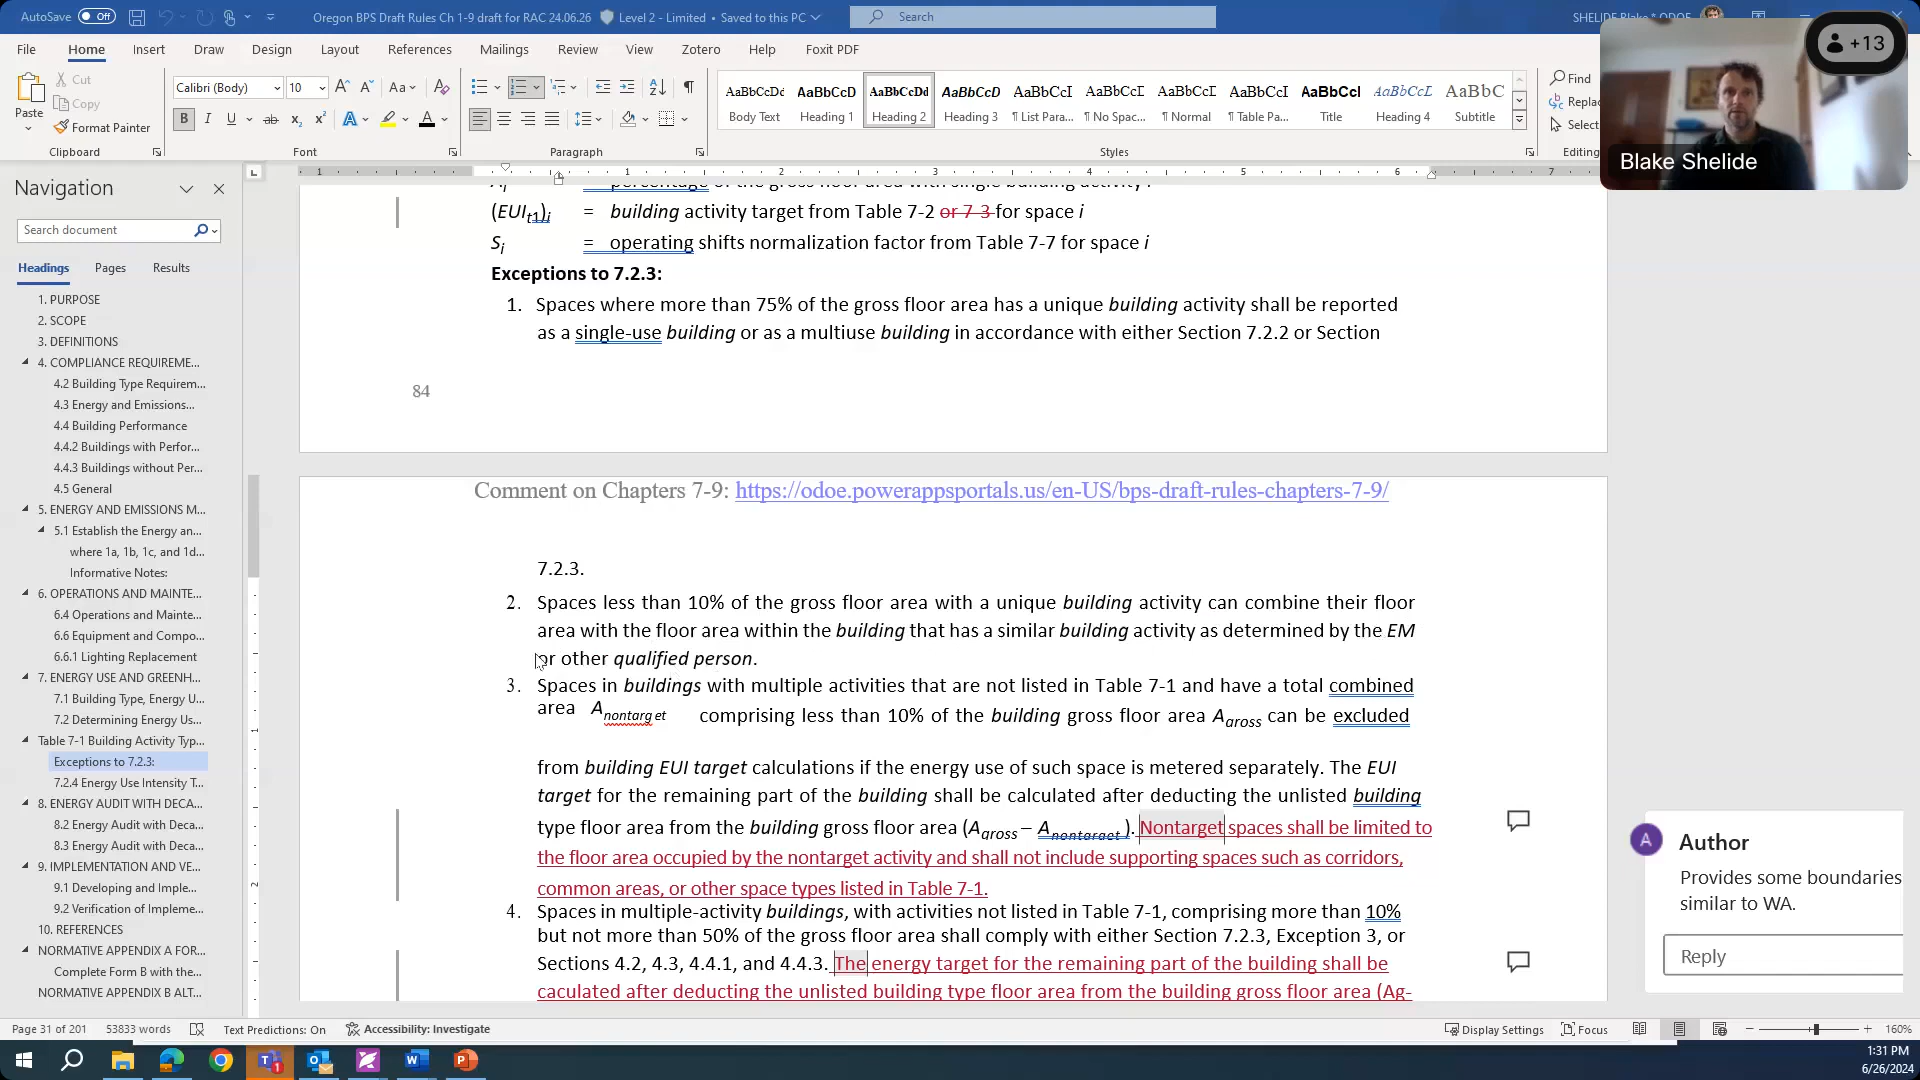 AutoSave Off Oregon BPS Draft Rules Ch 1-9 draft for RAC 24.06.26 Level 2 - Limited • Saved to this PC Search SHELIDE Blake * ODOE
File Home Insert Draw Design Layout References Mailings Review View Zotero Help Foxit PDF
+13
Blake Shelide
Paste
Cut
Copy
Format Painter
Clipboard
Calibri (Body) 10
Font
Paragraph
AaBbCcDd AaBbCcD AaBbCcDd AaBbCcD AaBbCcI AaBbCcI AaBbCcI AaBbCcI AaBbCcI AaBbCcL AaBbC
Body Text Heading 1 Heading 2 Heading 3 ¶ List Para... ¶ No Spac... ¶ Normal ¶ Table Pa... Title Heading 4 Subtitle
Styles
Find
Replac
Select
Editing
Navigation
Search document
Headings Pages Results
1. PURPOSE
2. SCOPE
3. DEFINITIONS
4. COMPLIANCE REQUIREME...
4.2 Building Type Requirem...
4.3 Energy and Emissions...
4.4 Building Performance
4.4.2 Buildings with Perfor...
4.4.3 Buildings without Per...
4.5 General
5. ENERGY AND EMISSIONS M...
5.1 Establish the Energy an...
where 1a, 1b, 1c, and 1d...
Informative Notes:
6. OPERATIONS AND MAINTE...
6.4 Operations and Mainte...
6.6 Equipment and Compo...
6.6.1 Lighting Replacement
7. ENERGY USE AND GREENH...
7.1 Building Type, Energy U...
7.2 Determining Energy Us...
Table 7-1 Building Activity Typ...
Exceptions to 7.2.3:
7.2.4 Energy Use Intensity T...
8. ENERGY AUDIT WITH DECA...
8.2 Energy Audit with Deca...
8.3 Energy Audit with Deca...
9. IMPLEMENTATION AND VE...
9.1 Developing and Imple...
9.2 Verification of Impleme...
10. REFERENCES
NORMATIVE APPENDIX A FOR...
Complete Form B with the...
NORMATIVE APPENDIX B ALT...
percentage of the gross floor area with single building activity i
(EUIt1)i = building activity target from Table 7-2 or 7-3 for space i
Si = operating shifts normalization factor from Table 7-7 for space i
Exceptions to 7.2.3:
1. Spaces where more than 75% of the gross floor area has a unique building activity shall be reported
as a single-use building or as a multiuse building in accordance with either Section 7.2.2 or Section
84
Comment on Chapters 7-9: https://odoe.powerappsportals.us/en-US/bps-draft-rules-chapters-7-9/
7.2.3.
2. Spaces less than 10% of the gross floor area with a unique building activity can combine their floor
area with the floor area within the building that has a similar building activity as determined by the EM
or other qualified person.
3. Spaces in buildings with multiple activities that are not listed in Table 7-1 and have a total combined
area Anontarget comprising less than 10% of the building gross floor area Agross can be excluded
from building EUI target calculations if the energy use of such space is metered separately. The EUI
target for the remaining part of the building shall be calculated after deducting the unlisted building
type floor area from the building gross floor area (Agross – Anontarget ). Nontarget spaces shall be limited to
the floor area occupied by the nontarget activity and shall not include supporting spaces such as corridors,
common areas, or other space types listed in Table 7-1.
4. Spaces in multiple-activity buildings, with activities not listed in Table 7-1, comprising more than 10%
but not more than 50% of the gross floor area shall comply with either Section 7.2.3, Exception 3, or
Sections 4.2, 4.3, 4.4.1, and 4.4.3. The energy target for the remaining part of the building shall be
caculated after deducting the unlisted building type floor area from the building gross floor area (Ag-
A Author
Provides some boundaries
similar to WA.
Reply
Page 31 of 201 53833 words Text Predictions: On Accessibility: Investigate Display Settings Focus 160%
1:31 PM
6/26/2024